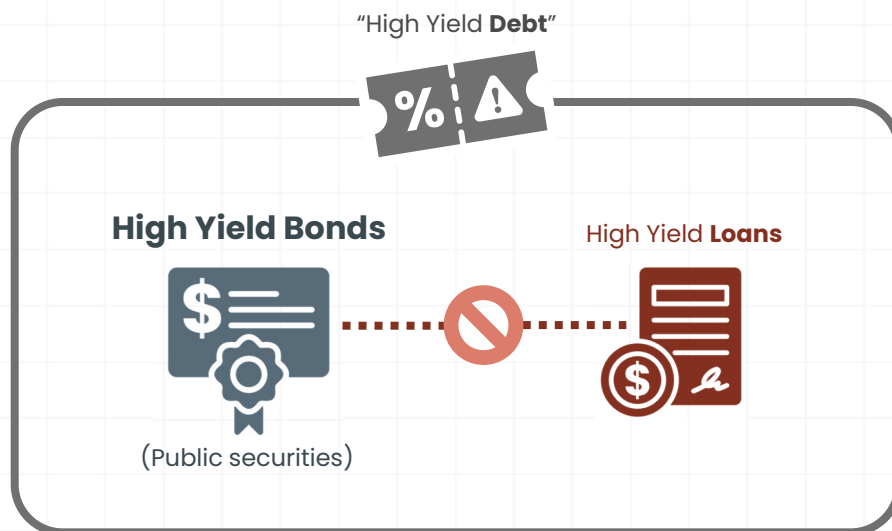 “High Yield Debt”
%
!
High Yield Bonds
High Yield Loans
$
$
(Public securities)